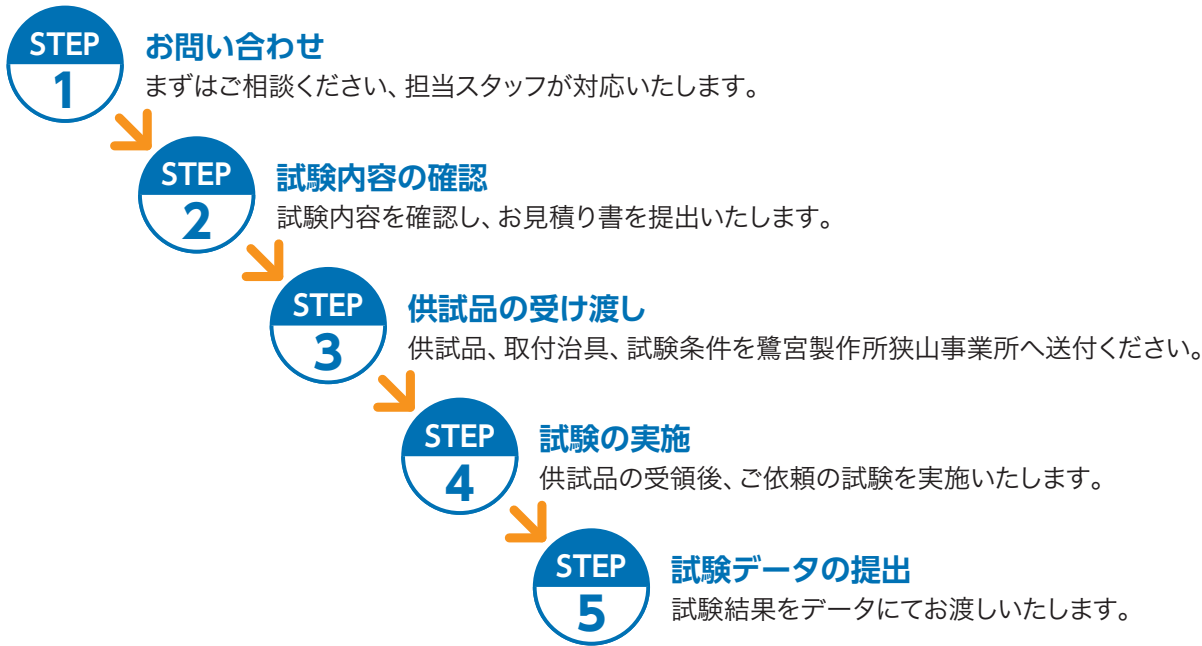 STEP
1
お問い合わせ
まずはご相談ください、担当スタッフが対応いたします。
STEP
2
試験内容の確認
試験内容を確認し、お見積り書を提出いたします。
STEP
3
供試品の受け渡し
供試品、取付治具、試験条件を鷺宮製作所狭山事業所へ送付ください。
STEP
4
試験の実施
供試品の受領後、ご依頼の試験を実施いたします。
STEP
5
試験データの提出
試験結果をデータにてお渡しいたします。